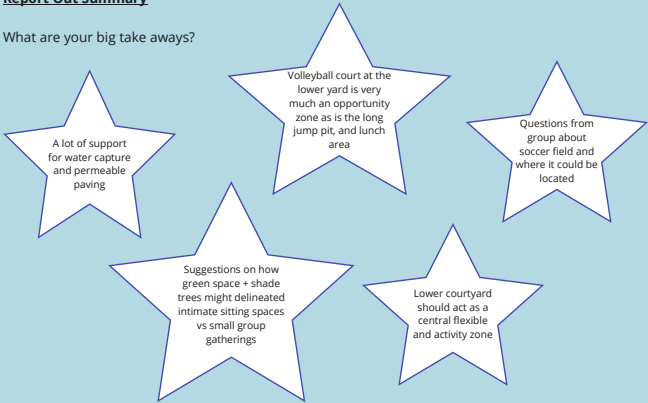 Report Out Summary
What are your big take aways?
Volleyball court at the
lower yard is very
much an opportunity
zone as is the long
jump pit, and lunch
area
A lot of support
for water capture
and permeable
paving
Questions from
group about
soccer field and
where it could be
located
Suggestions on how
green space + shade
trees might delineated
intimate sitting spaces
vs small group
gatherings
Lower courtyard
should act as a
central flexible
and activity zone